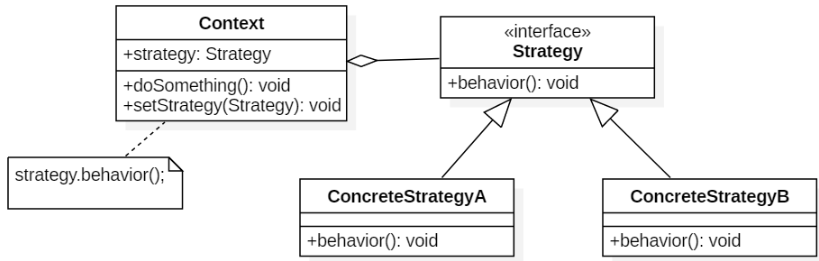 Context
+strategy: Strategy
+doSomething(): void
+setStrategy(Strategy): void
strategy.behavior();
«interface»
Strategy
+behavior(): void
ConcreteStrategyA
+behavior(): void
ConcreteStrategyB
+behavior(): void